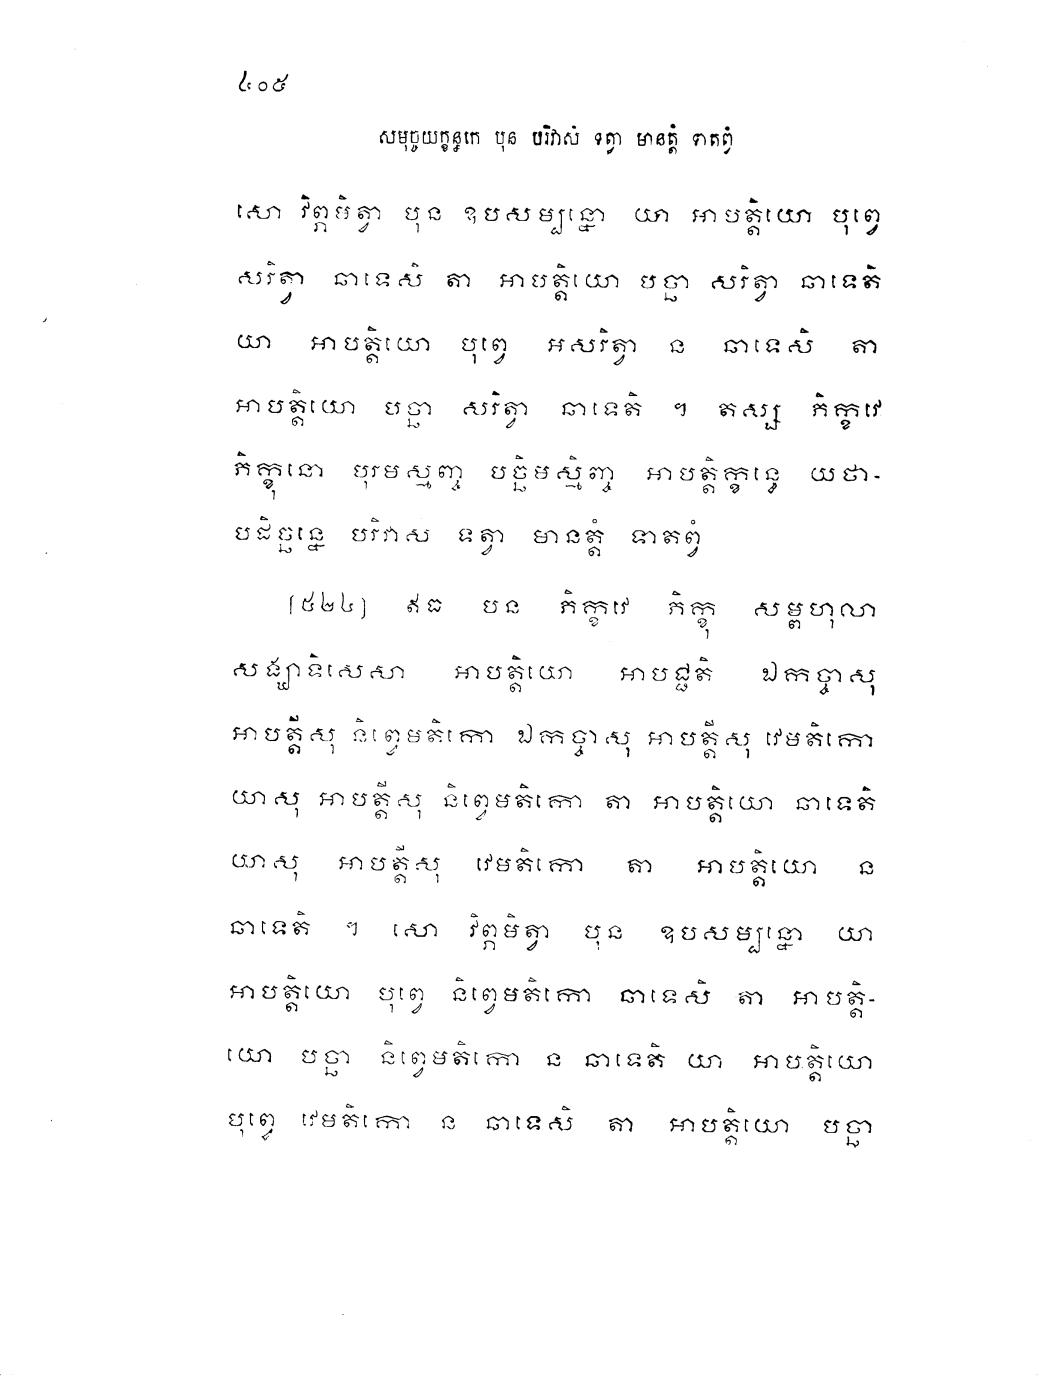 ៤០៥
សមុច្ចយក្ខន្ធកេ បុន បរិវាសំ ទត្វា មានត្តំ ទាតព្វំ
សោ វិព្ភមិត្វា បុន ឧបសម្បន្នោ យា អាបត្តិយោ បុព្វេ
សរិត្វា ឆាទេសិ តា អាបត្តិយោ បច្ឆា សរិត្វា ឆាទេតិ
យា អាបត្តិយោ បុព្វេ អសរិត្វា ន ឆាទេសិ តា
អាបត្តិយោ បច្ឆា សរិត្វា ឆាទេតិ ។ តស្ស ភិក្ខវេ
ភិក្ខុនោ បុរមស្មញ្ច បច្ឆិមស្មិញ្ច អាបត្តិក្ខន្ធេ យថា-
បដិច្ឆន្នេ បរិវាស ទត្វា មានត្តំ ទាតព្វំ
[៥២៤] ឥធ បន ភិក្ខវេ ភិក្ខុ សម្ពហុលា
សង្ឃាទិសេសា អាបត្តិយោ អាបជ្ជតិ ឯកច្ចាសុ
អាបត្តីសុ និព្វេមតិកោ ឯកច្ចាសុ អាបត្តីសុ វេមតិកោ
យាសុ អាបត្តីសុ និព្វេមតិកោ តា អាបត្តិយោ ឆាទេតិ
យាសុ អាបត្តីសុ វេមតិកោ តា អាបត្តិយោ ន
ឆាទេតិ ។ សោ វិព្ភមិត្វា បុន ឧបសម្បន្នោ យា
អាបត្តិយោ បុព្វេ និព្វេមតិកោ ឆាទេសិ តា អាបត្តិ-
យោ បច្ឆា និព្វេមតិកោ ន ឆាទេតិ យា អាបត្តិយោ
បុព្វេ វេមតិកោ ន ឆាទេសិ តា អាបត្តិយោ បច្ឆា